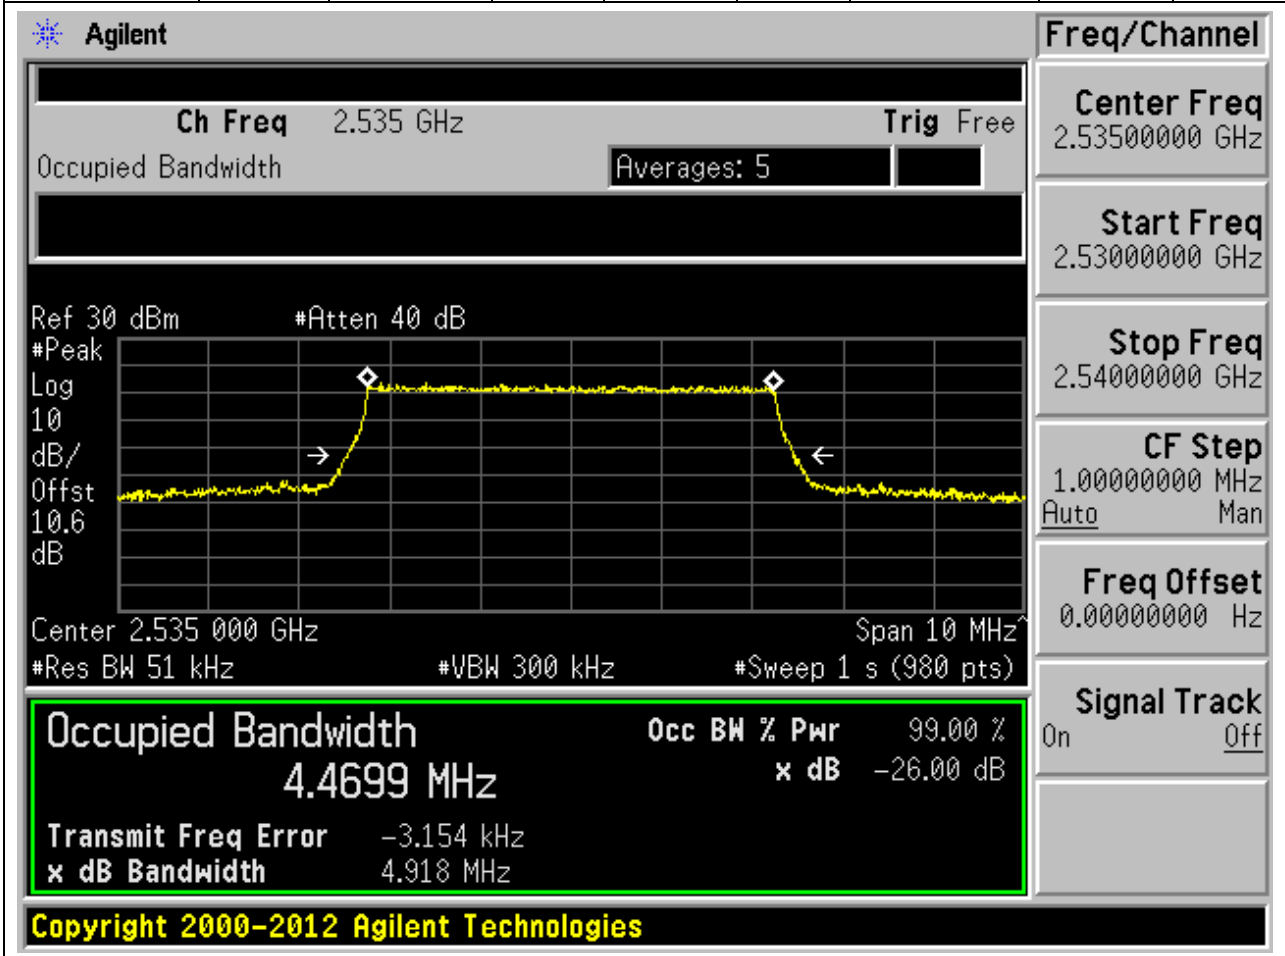 Agilent
Freq/Channel
Ch Freq 2.535 GHz Trig Free
Occupied Bandwidth Averages: 5
Center Freq
2.53500000 GHz
Start Freq
2.53000000 GHz
Stop Freq
2.54000000 GHz
CF Step
1.00000000 MHz
Auto Man
Freq Offset
0.00000000 Hz
Signal Track
On Off
Ref 30 dBm #Atten 40 dB
#Peak
Log
10
dB/
Offst
10.6
dB
Center 2.535 000 GHz Span 10 MHz^
#Res BW 51 kHz #VBW 300 kHz #Sweep 1 s (980 pts)
Occupied Bandwidth Occ BW % Pwr 99.00 %
4.4699 MHz x dB -26.00 dB
Transmit Freq Error -3.154 kHz
x dB Bandwidth 4.918 MHz
Copyright 2000-2012 Agilent Technologies